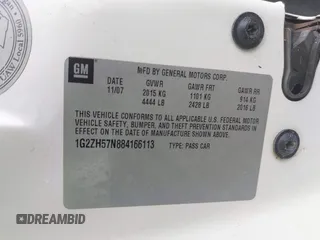 GM
MFD BY GENERAL MOTORS CORP.
DATE GVWR GAWR FRT GAWR RR
11/07 2015 KG 1101 KG 914 KG
4444 LB 2429 LB 2016 LB
THIS VEHICLE CONFORMS TO ALL APPLICABLE U.S. FEDERAL MOTOR
VEHICLE SAFETY, BUMPER, AND THEFT PREVENTION STANDARDS IN
EFFECT ON THE DATE OF MANUFACTURE SHOWN ABOVE.
1G2ZH57N884166113 TYPE: PASS CAR
DREAMBID